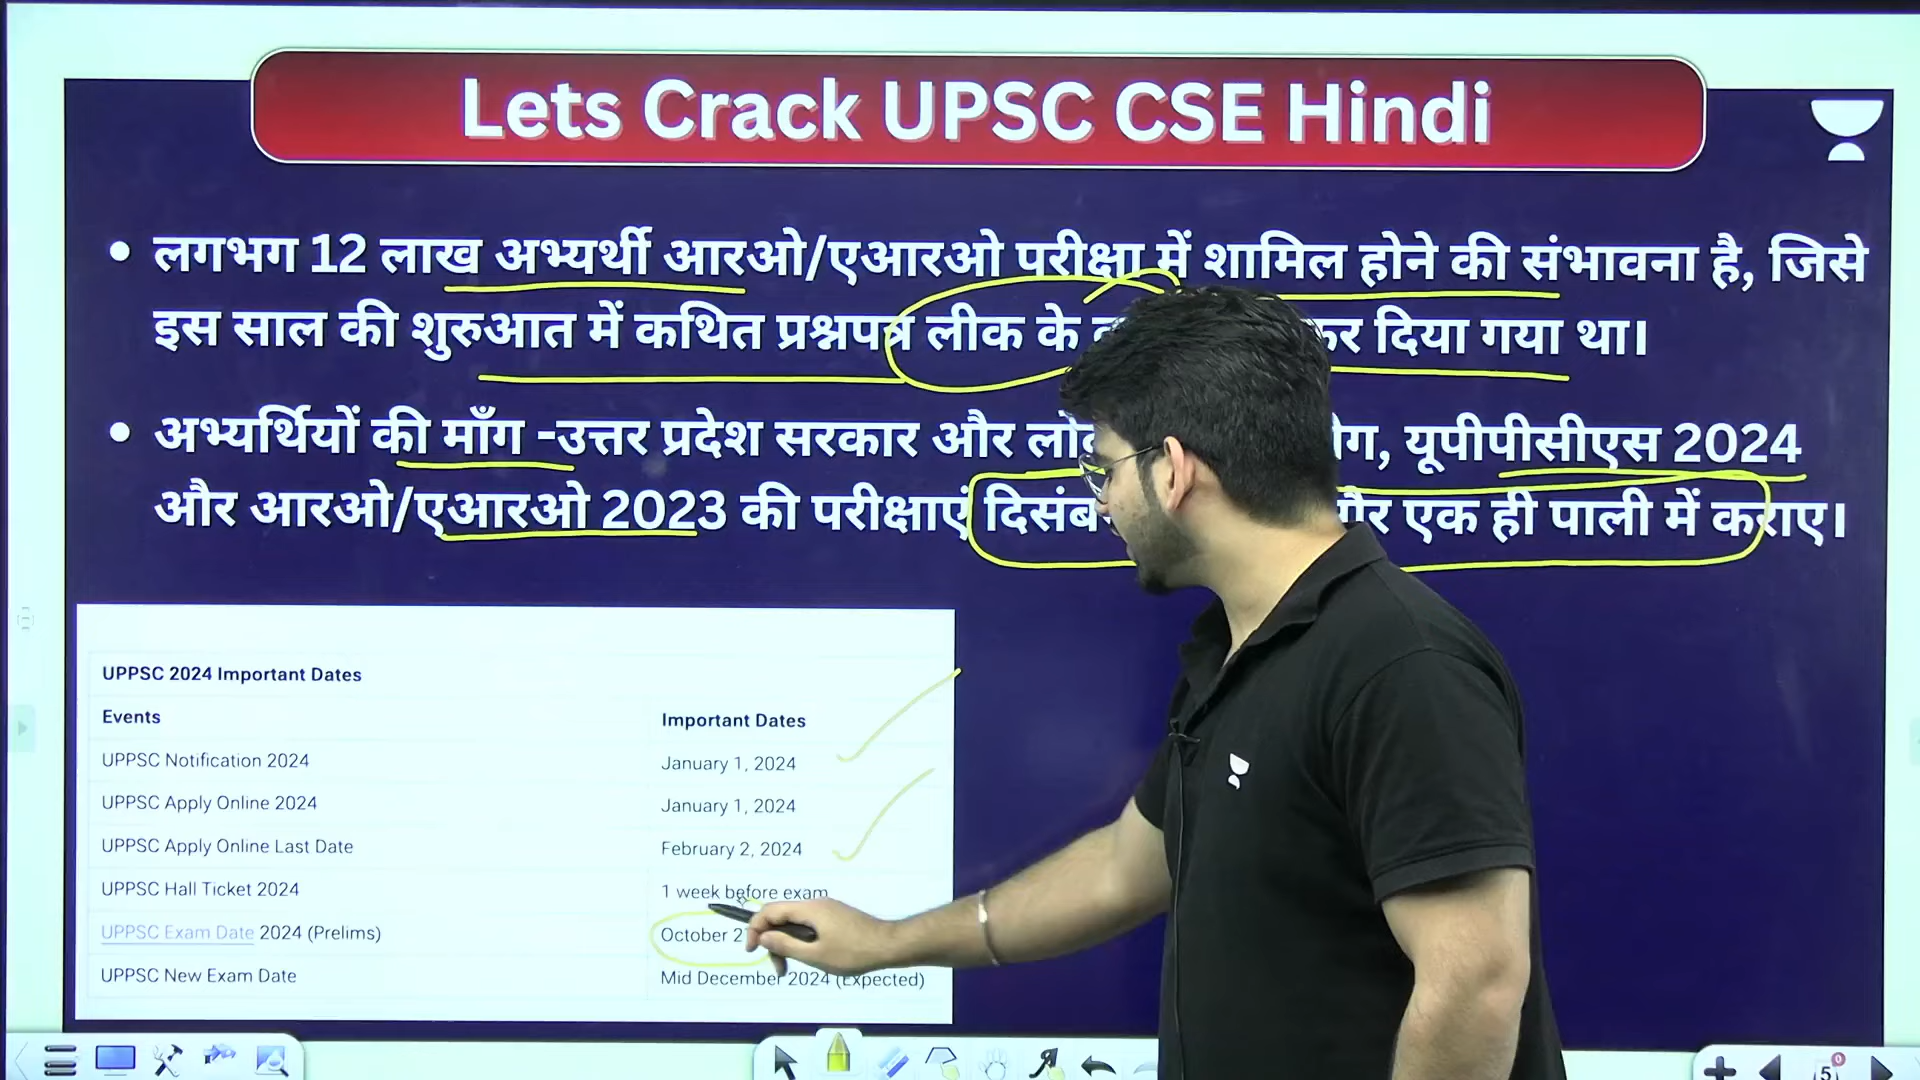 Lets Crack UPSC CSE Hindi
• लगभग 12 लाख अभ्यर्थी आरओ/एआरओ परीक्षा में शामिल होने की संभावना है, जिसे
इस साल की शुरुआत में कथित प्रश्नपत्र लीक के दिया गया था।
• अभ्यर्थियों की माँग -उत्तर प्रदेश सरकार और यूपीपीसीएस 2024
और आरओ/एआरओ 2023 की परीक्षाएं एक ही पाली में कराए।
UPPSC 2024 Important Dates
Events Important Dates
UPPSC Notification 2024 January 1, 2024
UPPSC Apply Online 2024 January 1, 2024
UPPSC Apply Online Last Date February 2, 2024
UPPSC Hall Ticket 2024 1 week before exam
UPPSC Exam Date 2024 (Prelims) October
UPPSC New Exam Date Mid December 2024 (Expected)
5
0